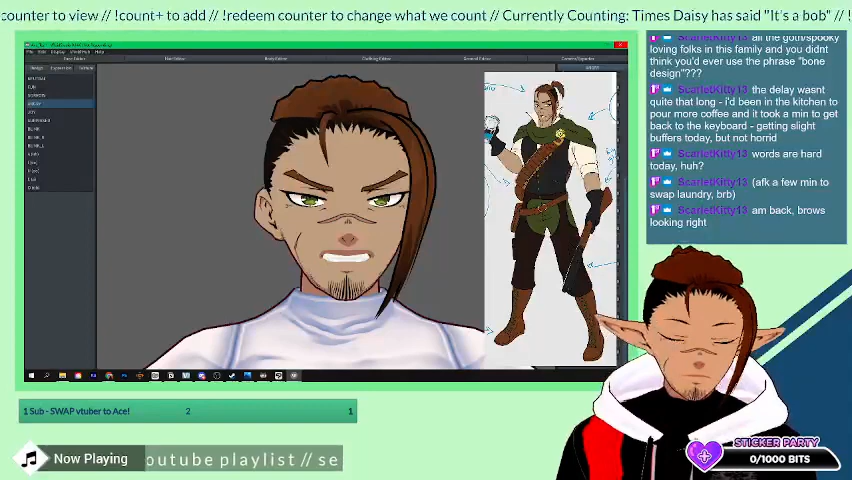 counter to view // !count+ to add // !redeem counter to change what we count // Currently Counting: Times Daisy has said "It's a bob" // !
ScarletKitty13 all the goth/spooky
loving folks in this family and you didnt
think you'd ever use the phrase "bone
design"???
ScarletKitty13 the delay wasnt
quite that long - i'd been in the kitchen to
pour more coffee and it took a min to get
back to the keyboard - getting slight
buffers today, but not horrid
ScarletKitty13 words are hard
today, huh?
ScarletKitty13 (afk a few min to
swap laundry, brb)
ScarletKitty13 am back, brows
looking right
1 Sub - SWAP vtuber to Ace! 2 1
Now Playing outube playlist // se
STICKER PARTY
0/1000 BITS